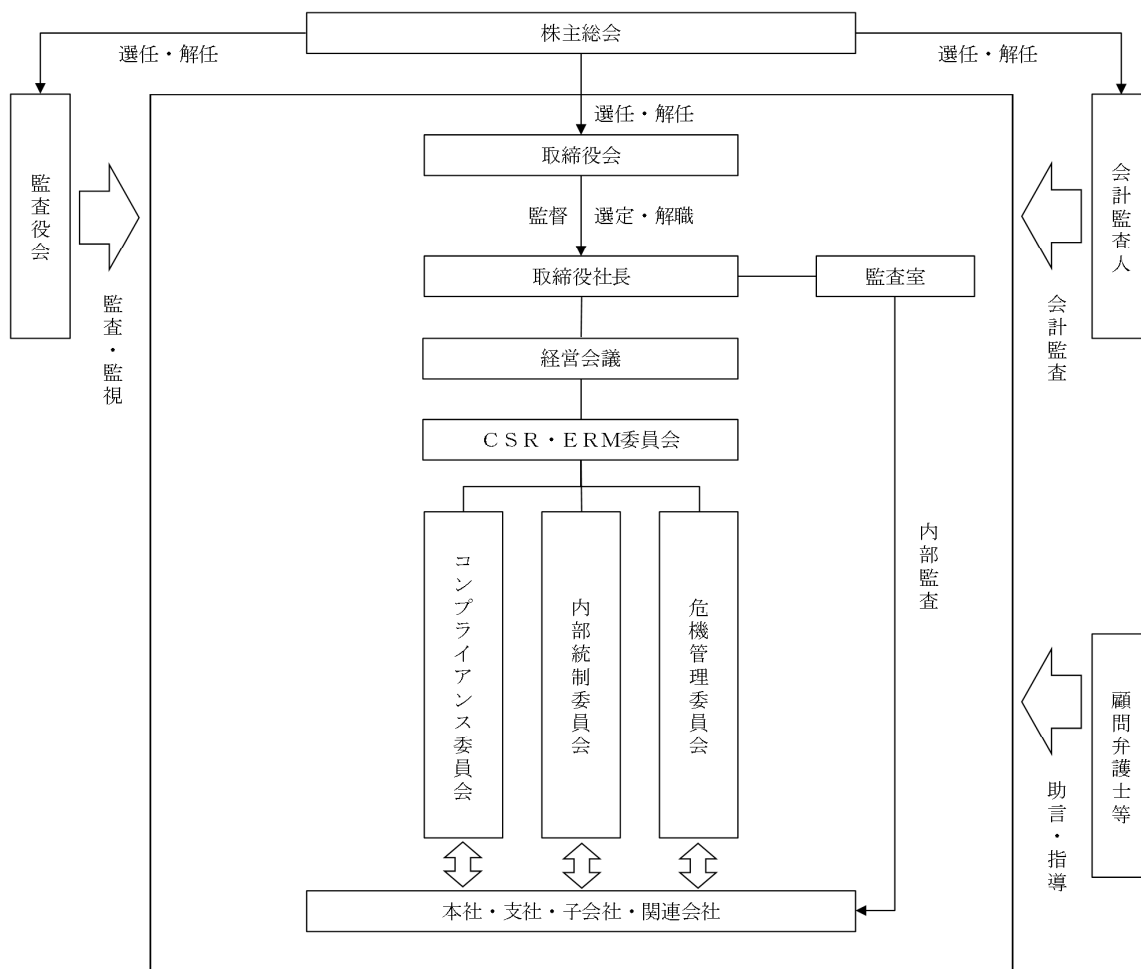 株主総会
選任・解任
選任・解任
選任・解任
監査役会
監査・監視
取締役会
監督
選定・解職
取締役社長
監査室
会計監査人
会計監査
経営会議
ＣＳＲ・ＥＲＭ委員会
コンプライアンス委員会
内部統制委員会
危機管理委員会
内部監査
顧問弁護士等
助言・指導
本社・支社・子会社・関連会社